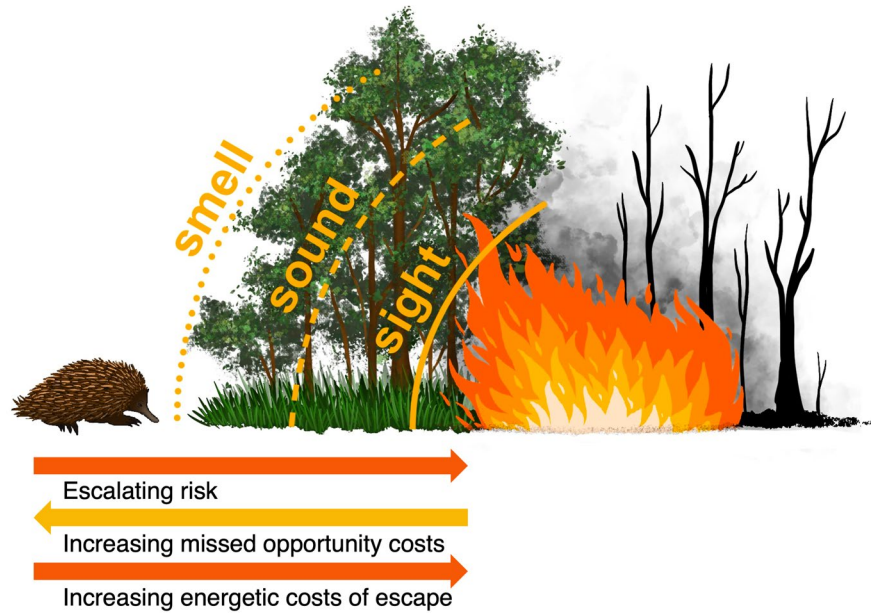 smell
sound
sight
Escalating risk
Increasing missed opportunity costs
Increasing energetic costs of escape